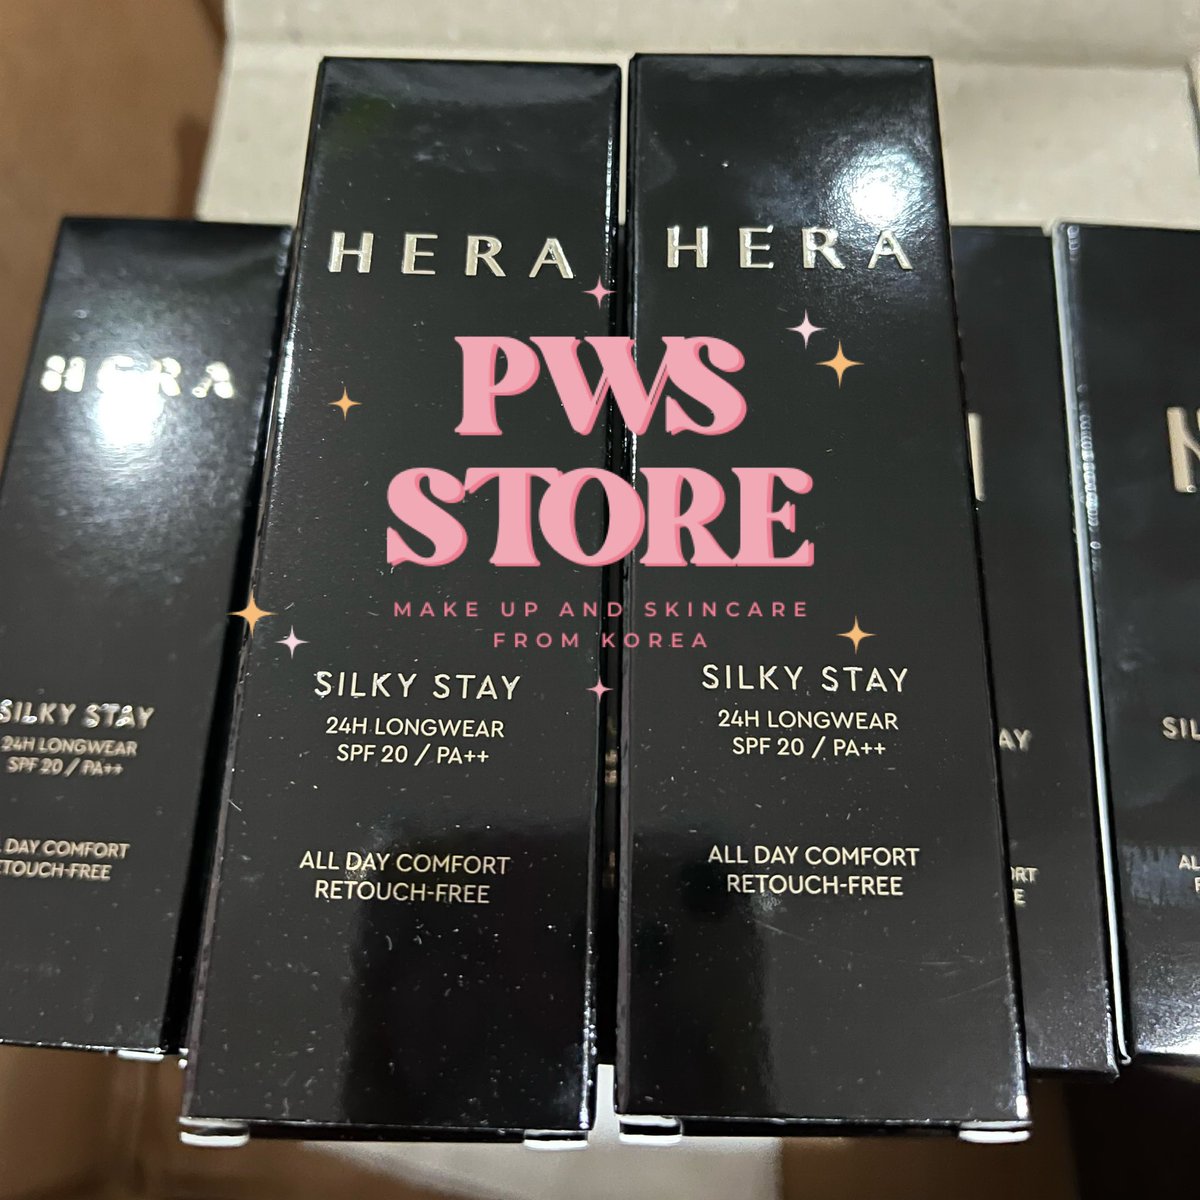 HERA
HERA
HERA
PWS
STORE
MAKE UP AND SKINCARE
FROM KOREA
SILKY STAY
24H LONGWEAR
SPF 20 / PA++
ALL DAY COMFORT
RETOUCH-FREE
SILKY STAY
24H LONGWEAR
SPF 20 / PA++
ALL DAY COMFORT
RETOUCH-FREE
SILKY STAY
24H LONGWEAR
SPF 20 / PA++
DAY COMFORT